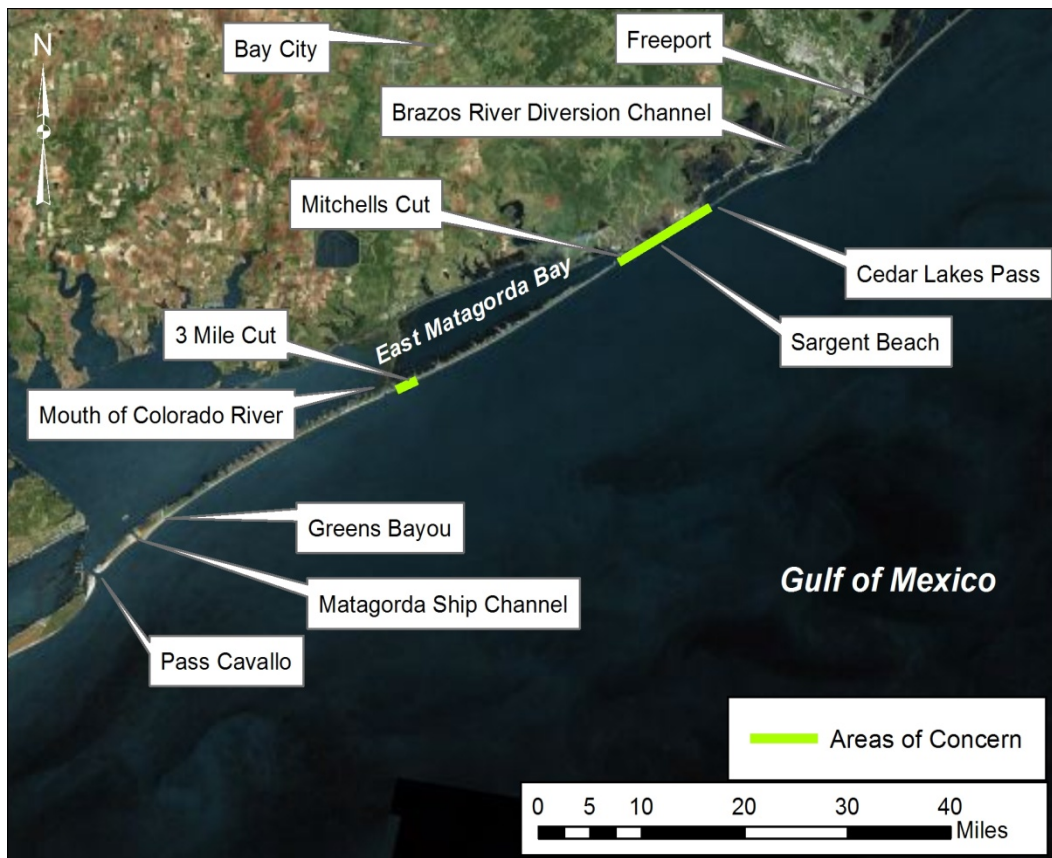 N
Bay City
Freeport
Brazos River Diversion Channel
Mitchells Cut
Cedar Lakes Pass
East Matagorda Bay
Sargent Beach
3 Mile Cut
Mouth of Colorado River
Greens Bayou
Gulf of Mexico
Matagorda Ship Channel
Pass Cavallo
Areas of Concern
0 5 10 20 30 40
Miles